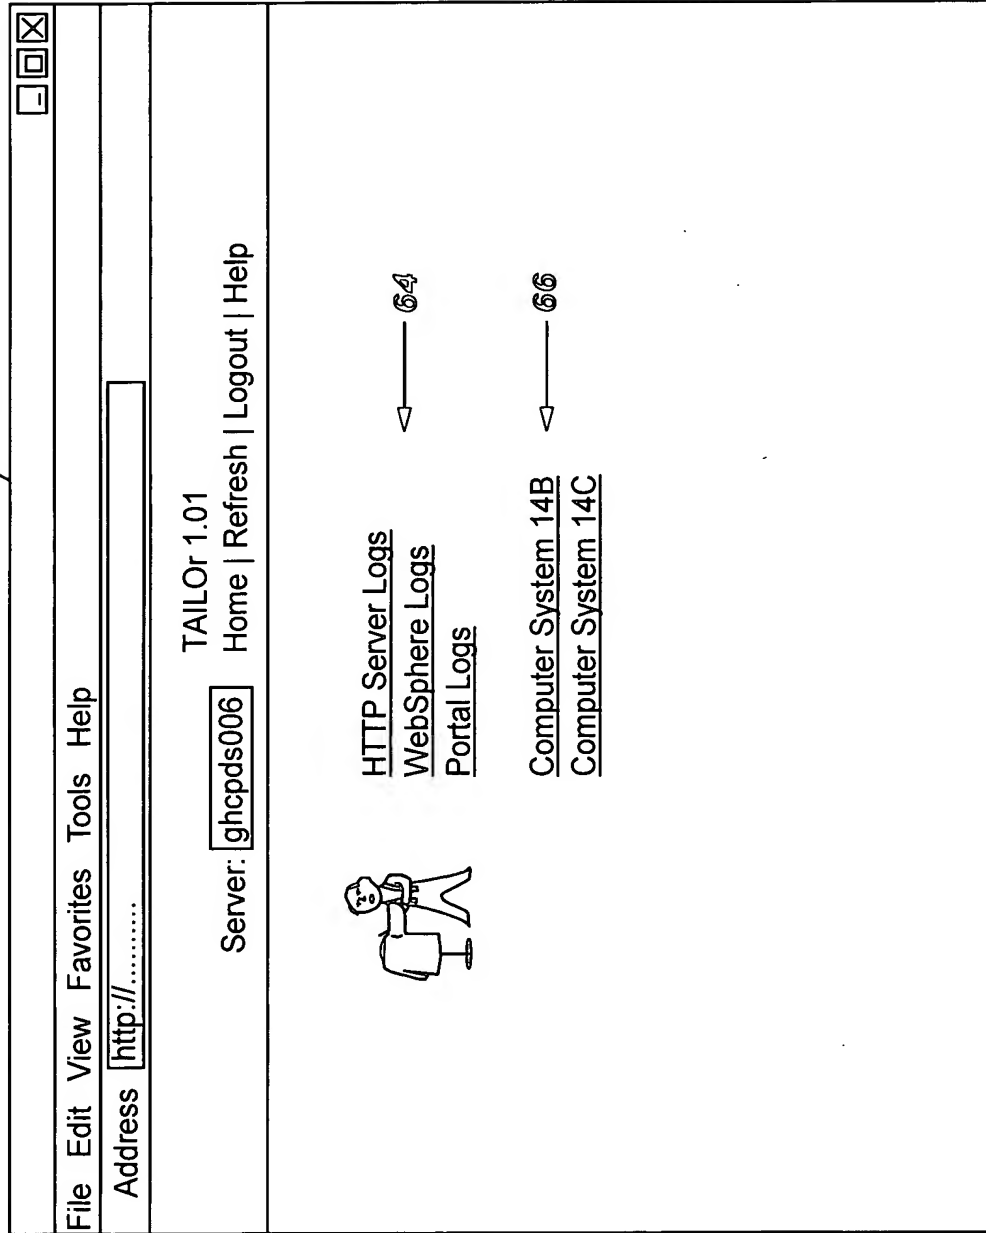 File Edit View Favorites Tools Help
Address http://..........
TAILOr 1.01
Server: ghcpds006 Home | Refresh | Logout | Help
HTTP Server Logs
WebSphere Logs
Portal Logs
64
Computer System 14B
Computer System 14C
66